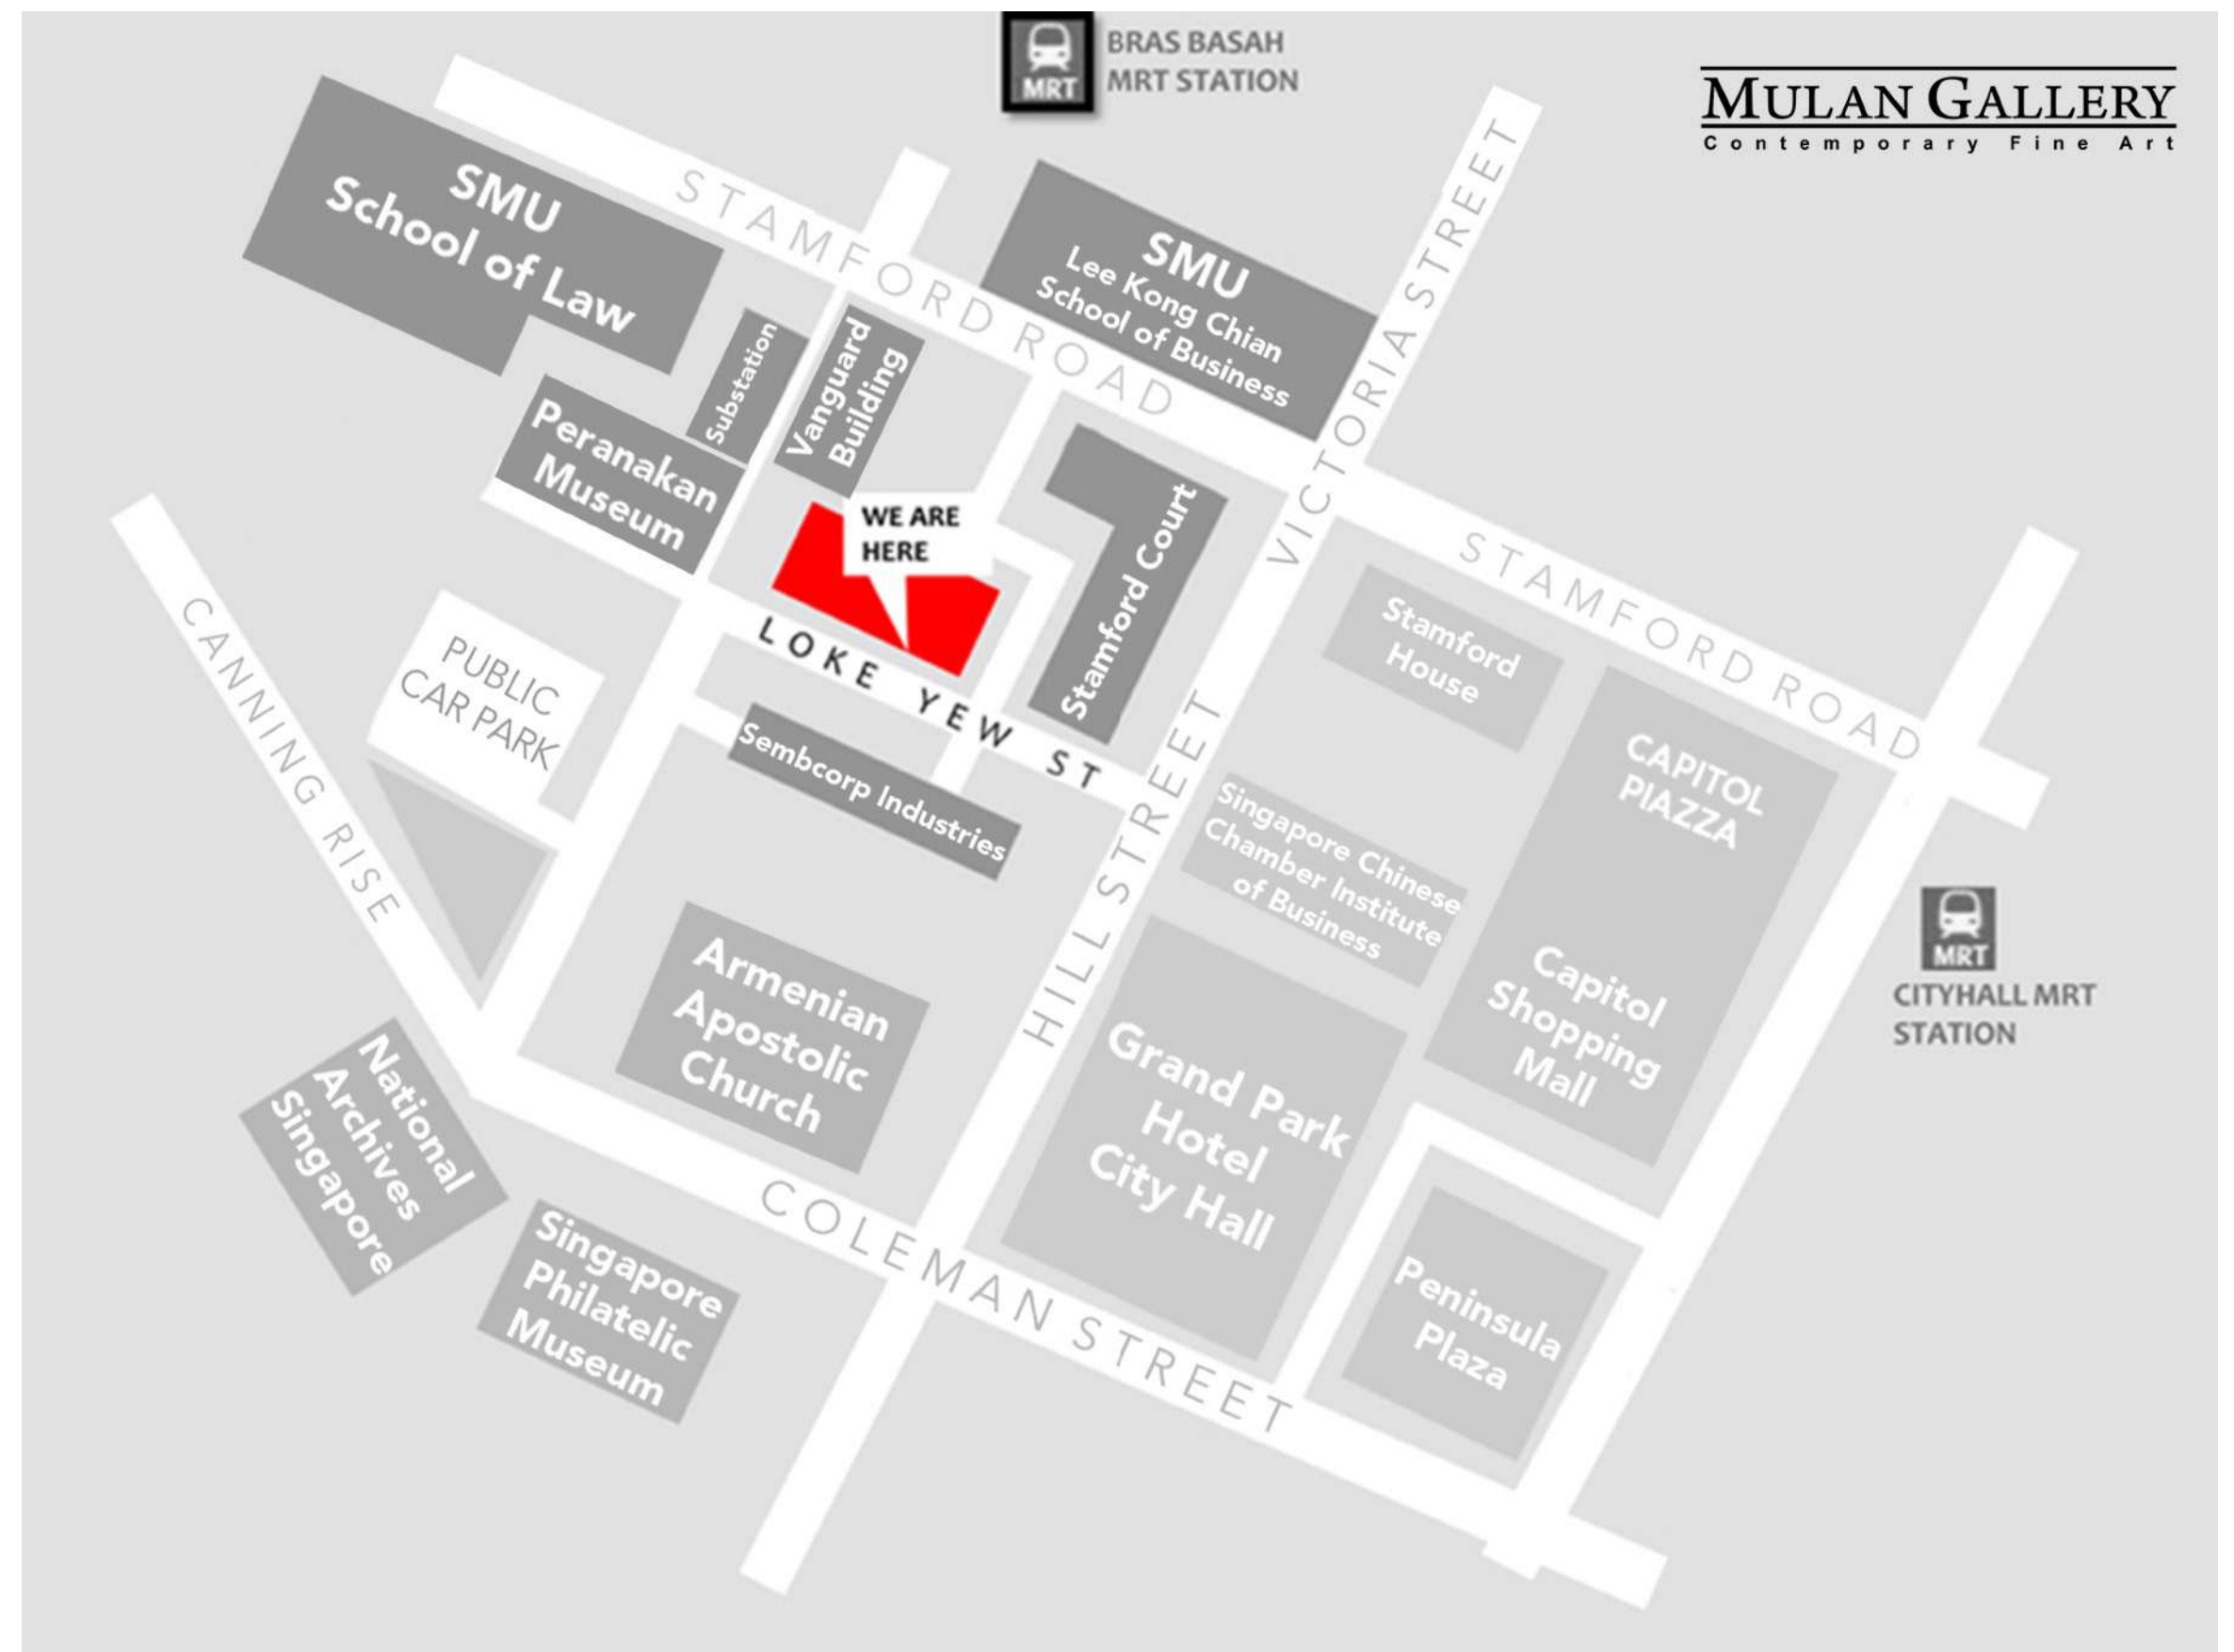 BRAS BASAH
MRT STATION
MRT
MULAN GALLERY
Contemporary Fine Art
SMU
School of Law
STAMFORD ROAD
SMU
Lee Kong Chian
School of Business
VICTORIA STREET
Substation
Vanguard
Building
Peranakan
Museum
WE ARE
HERE
Stamford Court
STAMFORD ROAD
Stamford
House
CANNING RISE
PUBLIC
CAR PARK
LOKE YEW ST
Sembcorp Industries
HILL STREET
Singapore Chinese
Chamber Institute
of Business
CAPITOL
PIAZZA
Capitol
Shopping
Mall
MRT
CITYHALL MRT
STATION
Armenian
Apostolic
Church
Grand Park
Hotel
City Hall
National
Archives
Singapore
Singapore
Philatelic
Museum
COLEMAN STREET
Peninsula
Plaza